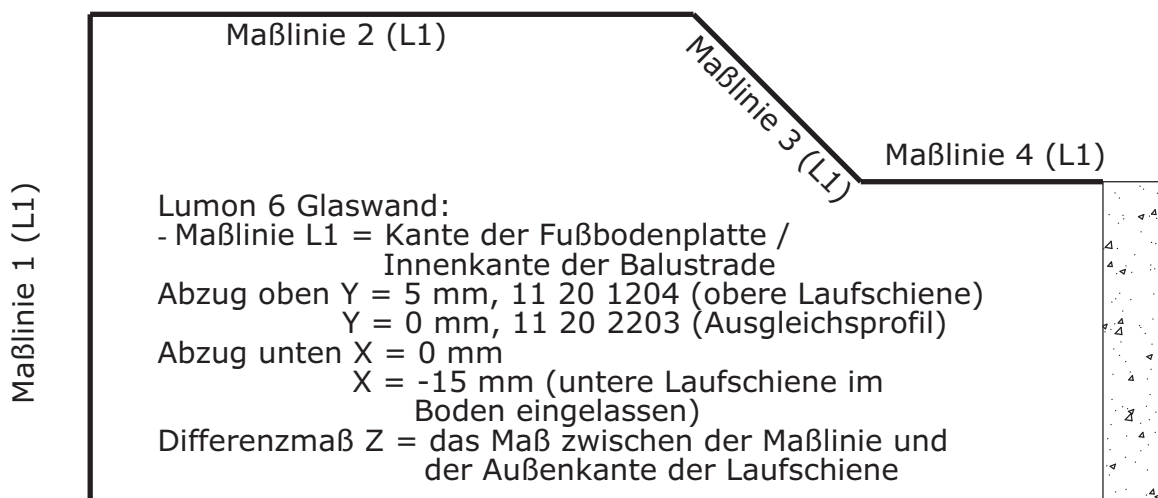 Maßlinie 2 (L1)
Maßlinie 3 (L1)
Maßlinie 4 (L1)
Maßlinie 1 (L1)
Lumon 6 Glaswand:
- Maßlinie L1 = Kante der Fußbodenplatte /
Innenkante der Balustrade
Abzug oben Y = 5 mm, 11 20 1204 (obere Laufschiene)
Y = 0 mm, 11 20 2203 (Ausgleichsprofil)
Abzug unten X = 0 mm
X = -15 mm (untere Laufschiene im
Boden eingelassen)
Differenzmaß Z = das Maß zwischen der Maßlinie und
der Außenkante der Laufschiene